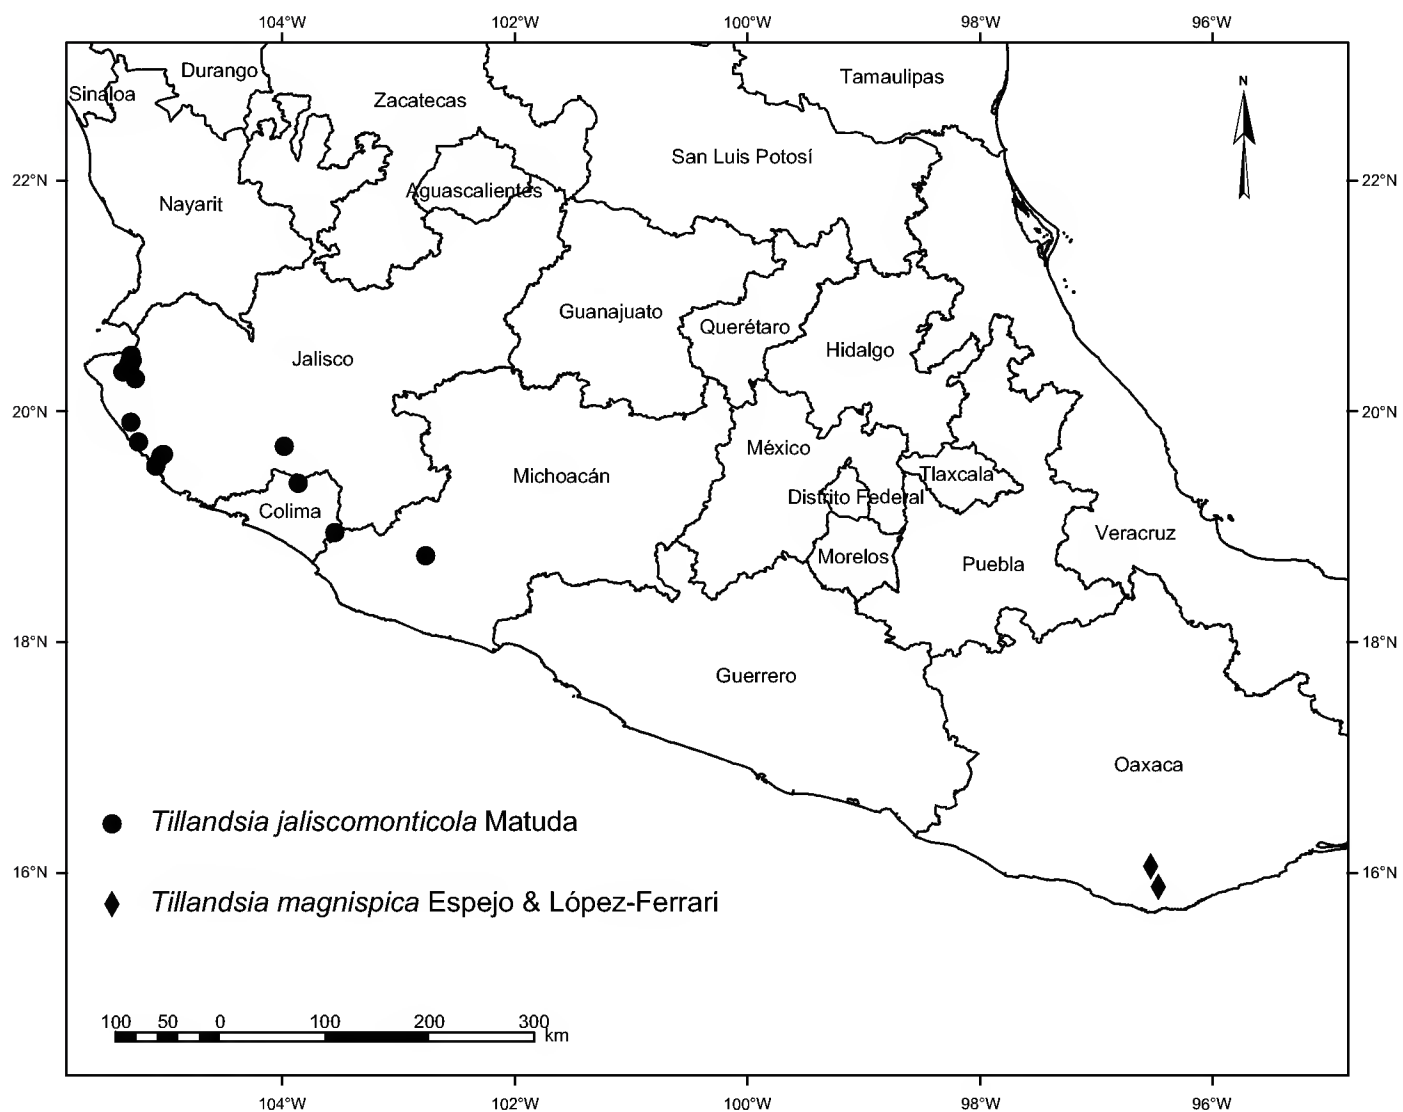 104°W 102°W 100°W 98°W 96°W
N
Durango
Sinaloa
Zacatecas
Tamaulipas
San Luis Potosí
22°N 22°N
Aguascalientes
Nayarit
Guanajuato
Querétaro
Hidalgo
Jalisco
20°N 20°N
México
Michoacán
Tlaxcala
Distrito Federal
Colima
Veracruz
Morelos
Puebla
18°N 18°N
Guerrero
Oaxaca
Tillandsia jaliscomonticola Matuda
16°N 16°N
Tillandsia magnispica Espejo & López-Ferrari
100 50 0 100 200 300 km
104°W 102°W 100°W 98°W 96°W